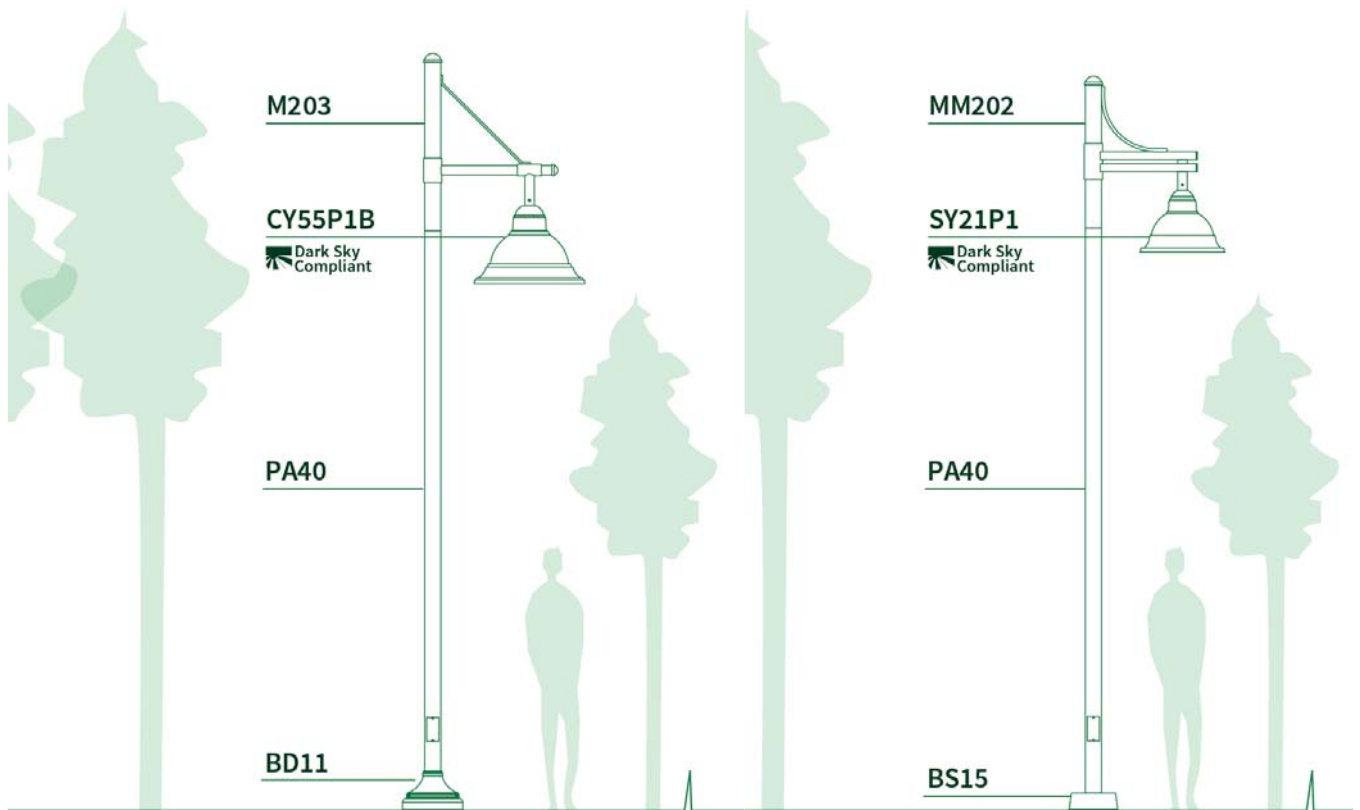 M203
CY55P1B
Dark Sky
Compliant
PA40
BD11
MM202
SY21P1
Dark Sky
Compliant
PA40
BS15